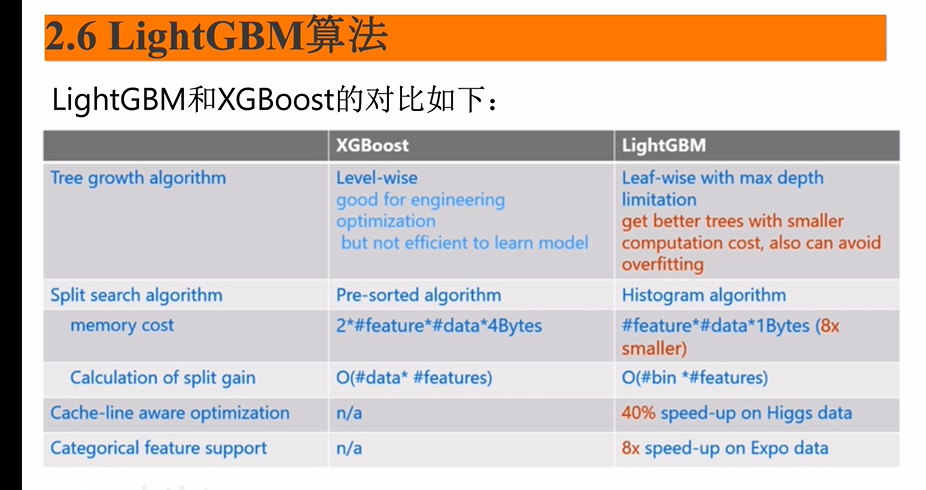 2.6 LightGBM算法
LightGBM和XGBoost的对比如下：
XGBoost LightGBM
Tree growth algorithm
Level-wise
good for engineering
optimization
but not efficient to learn model
Leaf-wise with max depth
limitation
get better trees with smaller
computation cost, also can avoid
overfitting
Split search algorithm Pre-sorted algorithm Histogram algorithm
memory cost 2*#feature*#data*4Bytes #feature*#data*1Bytes (8x
smaller)
Calculation of split gain O(#data* #features) O(#bin *#features)
Cache-line aware optimization n/a 40% speed-up on Higgs data
Categorical feature support n/a 8x speed-up on Expo data